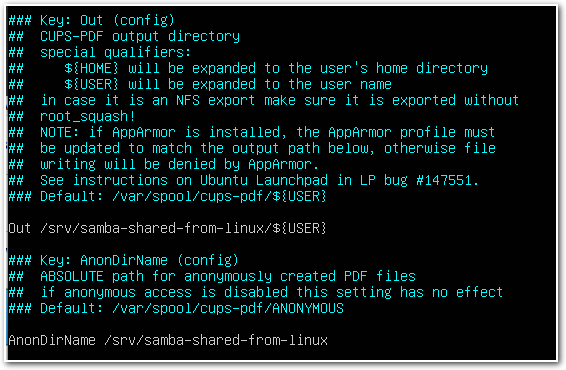 ### Key: Out (config)
##  CUPS-PDF output directory
##  special qualifiers:
##     ${HOME} will be expanded to the user's home directory
##     ${USER} will be expanded to the user name
##  in case it is an NFS export make sure it is exported without
##  root_squash!
##  NOTE: if AppArmor is installed, the AppArmor profile must
##  be updated to match the output path below, otherwise file
##  writing will be denied by AppArmor.
##  See instructions on Ubuntu Launchpad in LP bug #147551.
### Default: /var/spool/cups-pdf/${USER}
Out /srv/samba-shared-from-linux/${USER}
### Key: AnonDirName (config)
##  ABSOLUTE path for anonymously created PDF files
##  if anonymous access is disabled this setting has no effect
### Default: /var/spool/cups-pdf/ANONYMOUS
AnonDirName /srv/samba-shared-from-linux